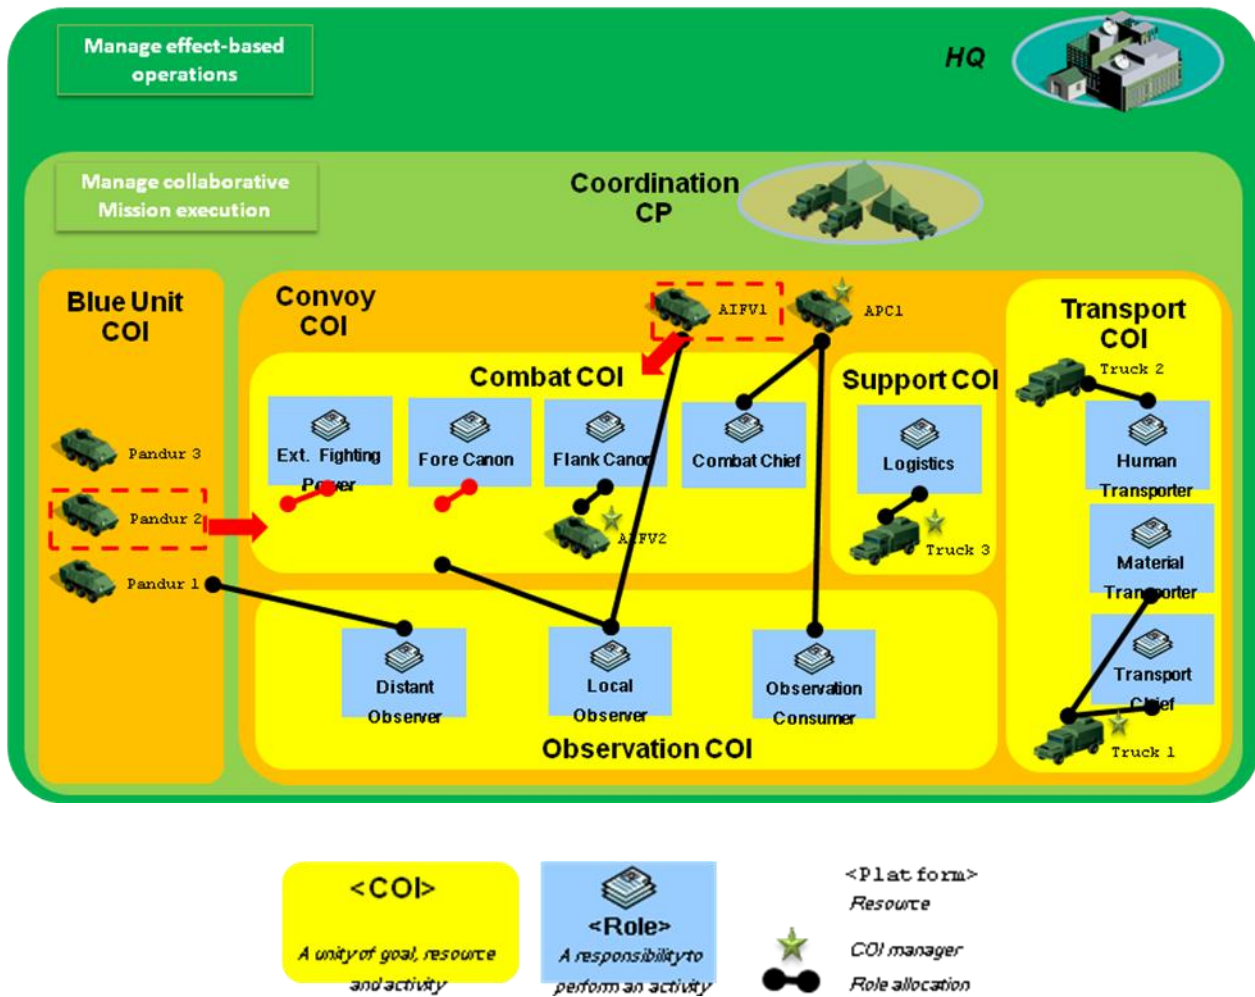 Manage effect-based
operations
HQ
Manage collaborative
Mission execution
Coordination
CP
Blue Unit
COI
Convoy
COI
AIFV1
APC1
Transport
COI
Combat COI
Support COI
Truck 2
Pandur 3
Ext. Fighting
Power
Fore Canon
Flank Canon
Combat Chief
Logistics
Human
Transporter
Pandur 2
AIFV2
Truck 3
Material
Transporter
Pandur 1
Distant
Observer
Local
Observer
Observation
Consumer
Transport
Chief
Observation COI
Truck 1
<COI>
A unity of goal, resource
and activity
<Role>
A responsibility to
perform an activity
<Platform>
Resource
COI manager
Role allocation